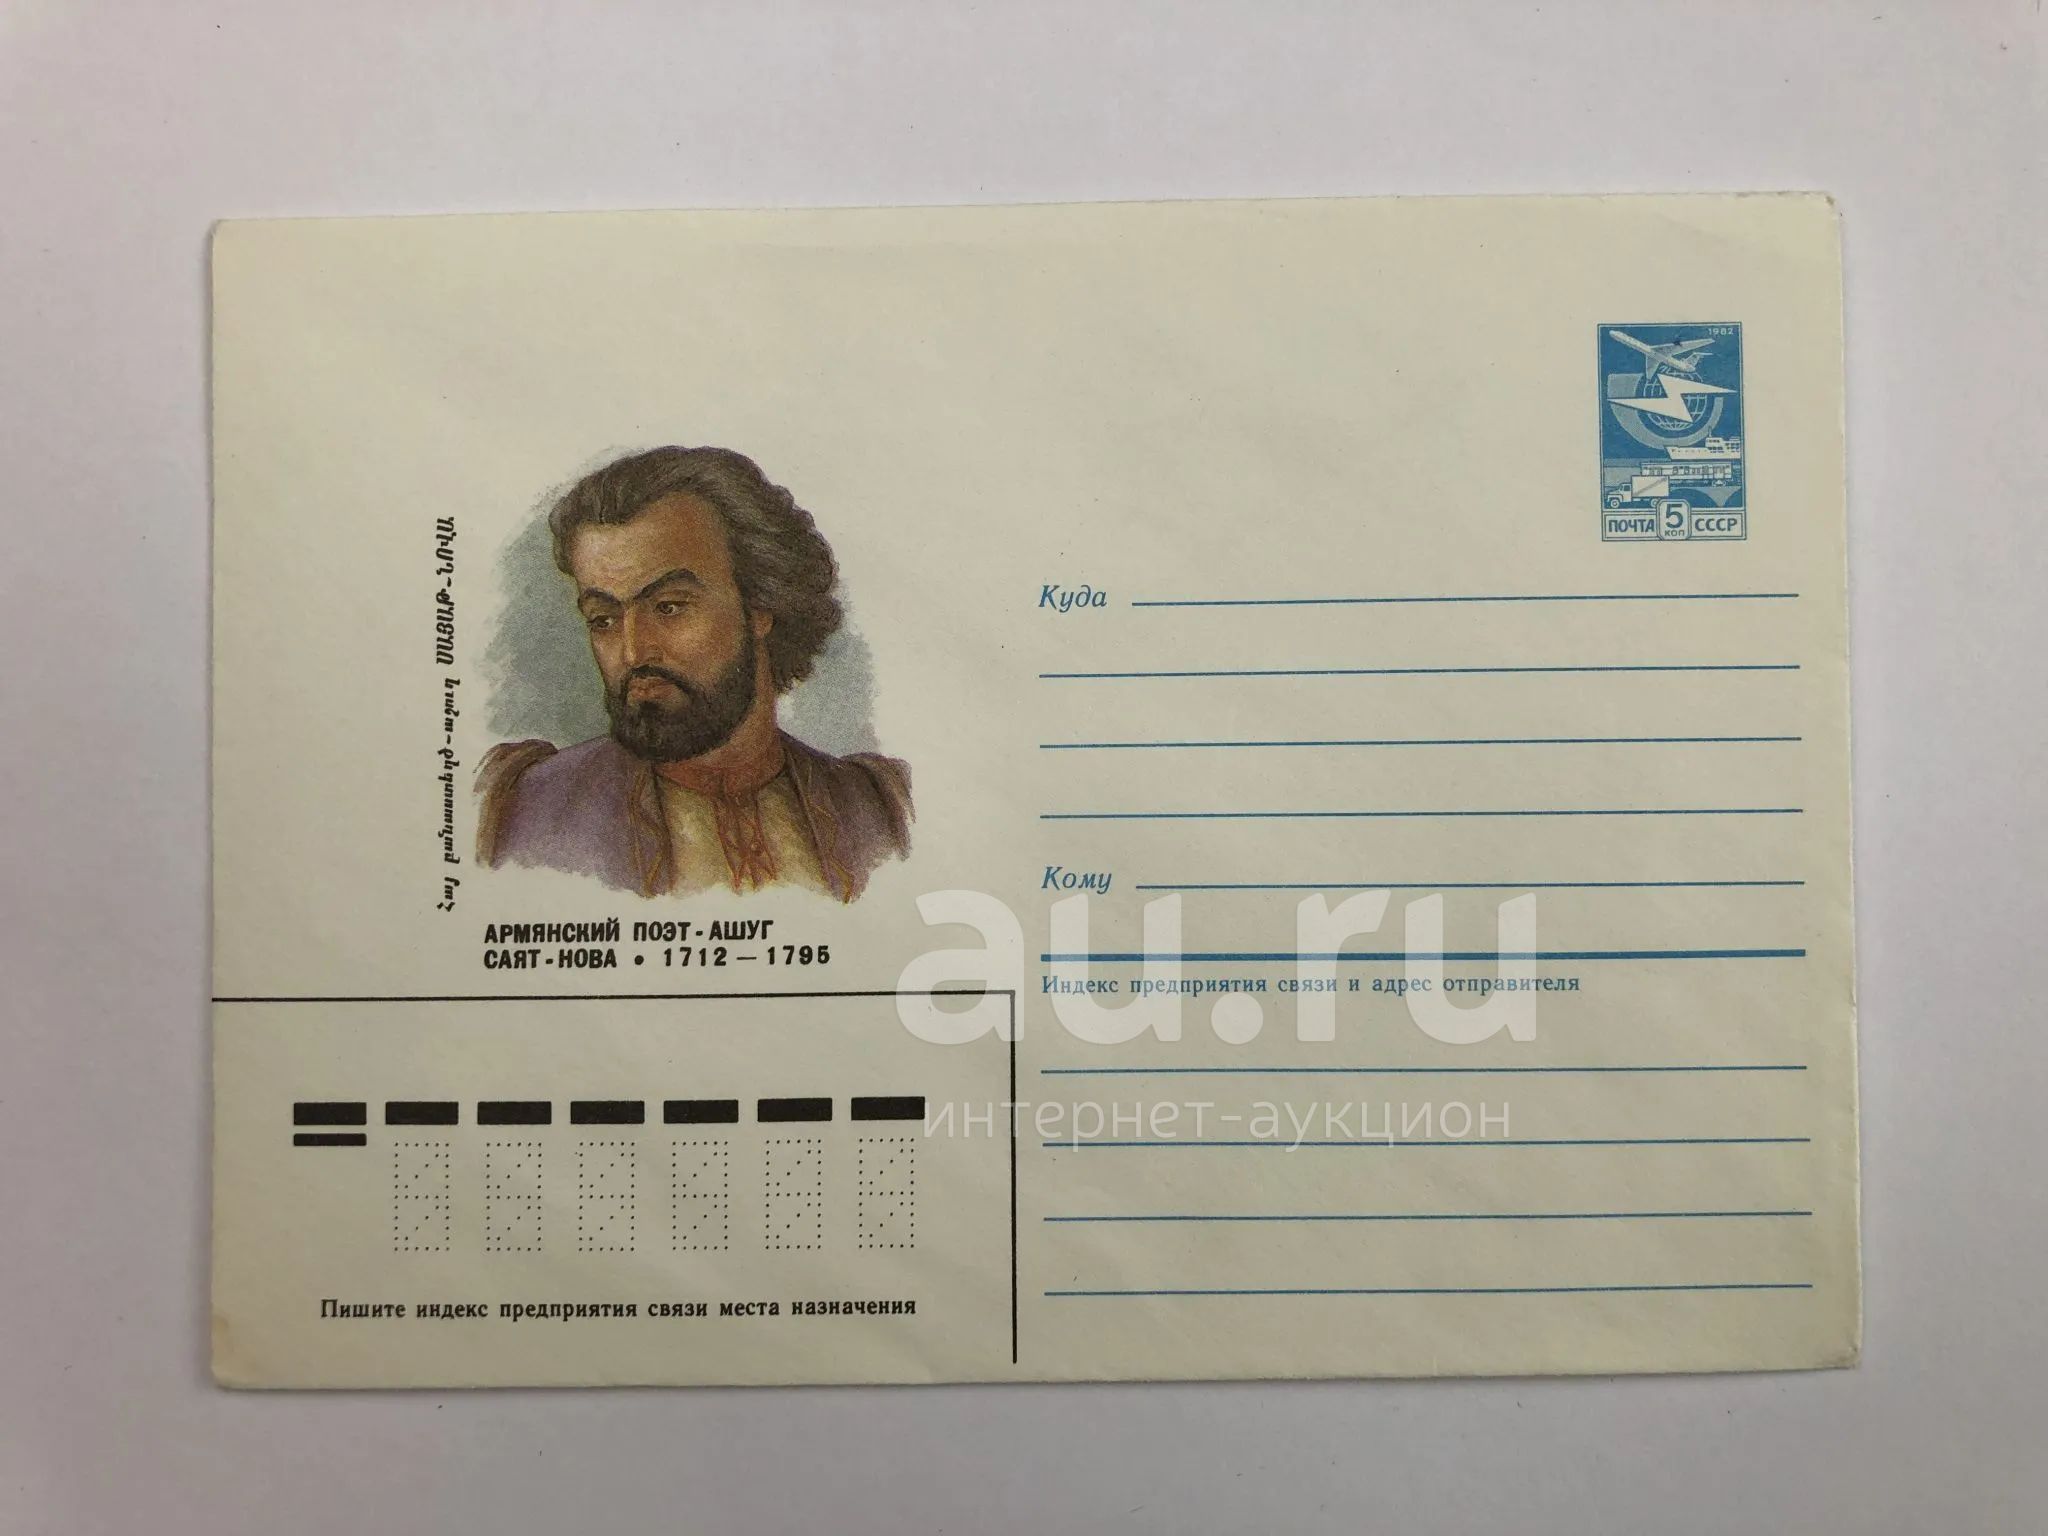 1982
ПОЧТА 5 КОП СССР
Հայ բանաստեղծ-աշուղ ՍԱՅԱԹ-ՆՈՎԱ
АРМЯНСКИЙ ПОЭТ-АШУГ
САЯТ-НОВА • 1712 — 1795
Куда
Кому
Индекс предприятия связи и адрес отправителя
Пишите индекс предприятия связи места назначения
au.ru
интернет-аукцион